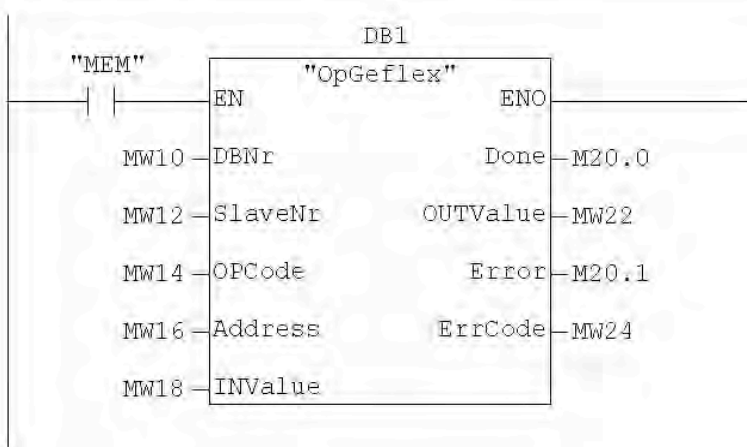 DB1
"MEM"
"OpGeflex"
EN ENO
MW10 DBNr Done M20.0
MW12 SlaveNr OUTValue MW22
MW14 OPCode Error M20.1
MW16 Address ErrCode MW24
MW18 INValue